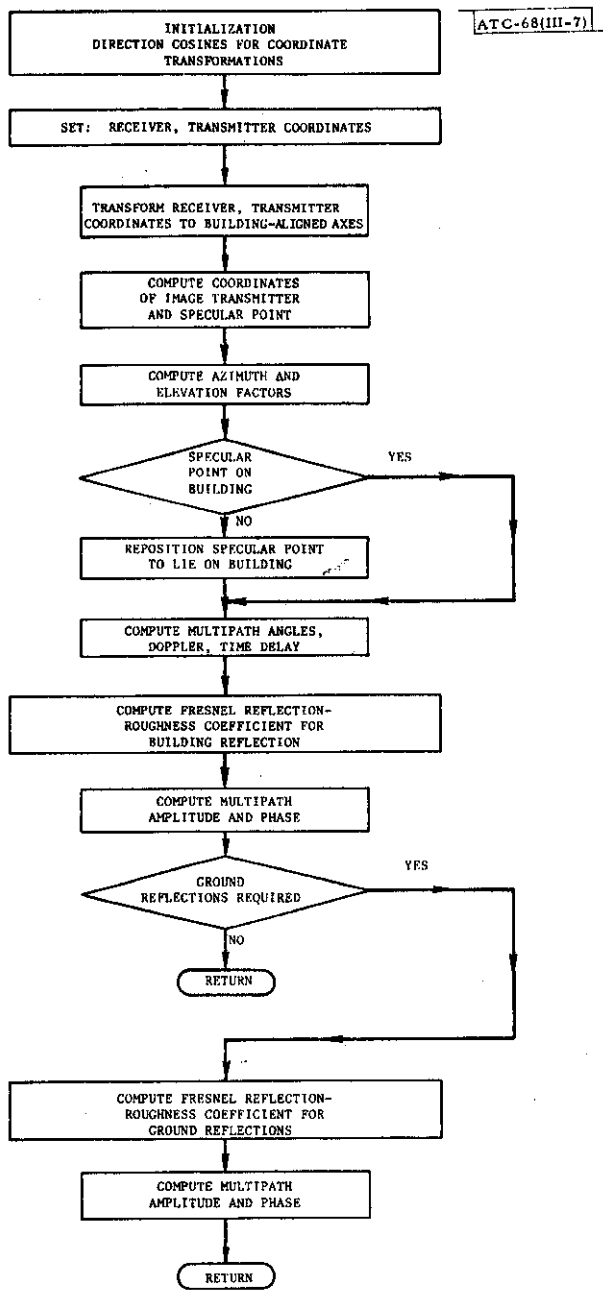 ATC-68(III-7)
INITIALIZATION
DIRECTION COSINES FOR COORDINATE
TRANSFORMATIONS
SET: RECEIVER, TRANSMITTER COORDINATES
TRANSFORM RECEIVER, TRANSMITTER
COORDINATES TO BUILDING-ALIGNED AXES
COMPUTE COORDINATES
OF IMAGE TRANSMITTER
AND SPECULAR POINT
COMPUTE AZIMUTH AND
ELEVATION FACTORS
SPECULAR
POINT ON
BUILDING
YES
NO
REPOSITION SPECULAR POINT
TO LIE ON BUILDING
COMPUTE MULTIPATH ANGLES,
DOPPLER, TIME DELAY
COMPUTE FRESNEL REFLECTION-
ROUGHNESS COEFFICIENT FOR
BUILDING REFLECTION
COMPUTE MULTIPATH
AMPLITUDE AND PHASE
GROUND
REFLECTIONS REQUIRED
YES
NO
RETURN
COMPUTE FRESNEL REFLECTION-
ROUGHNESS COEFFICIENT FOR
GROUND REFLECTIONS
COMPUTE MULTIPATH
AMPLITUDE AND PHASE
RETURN